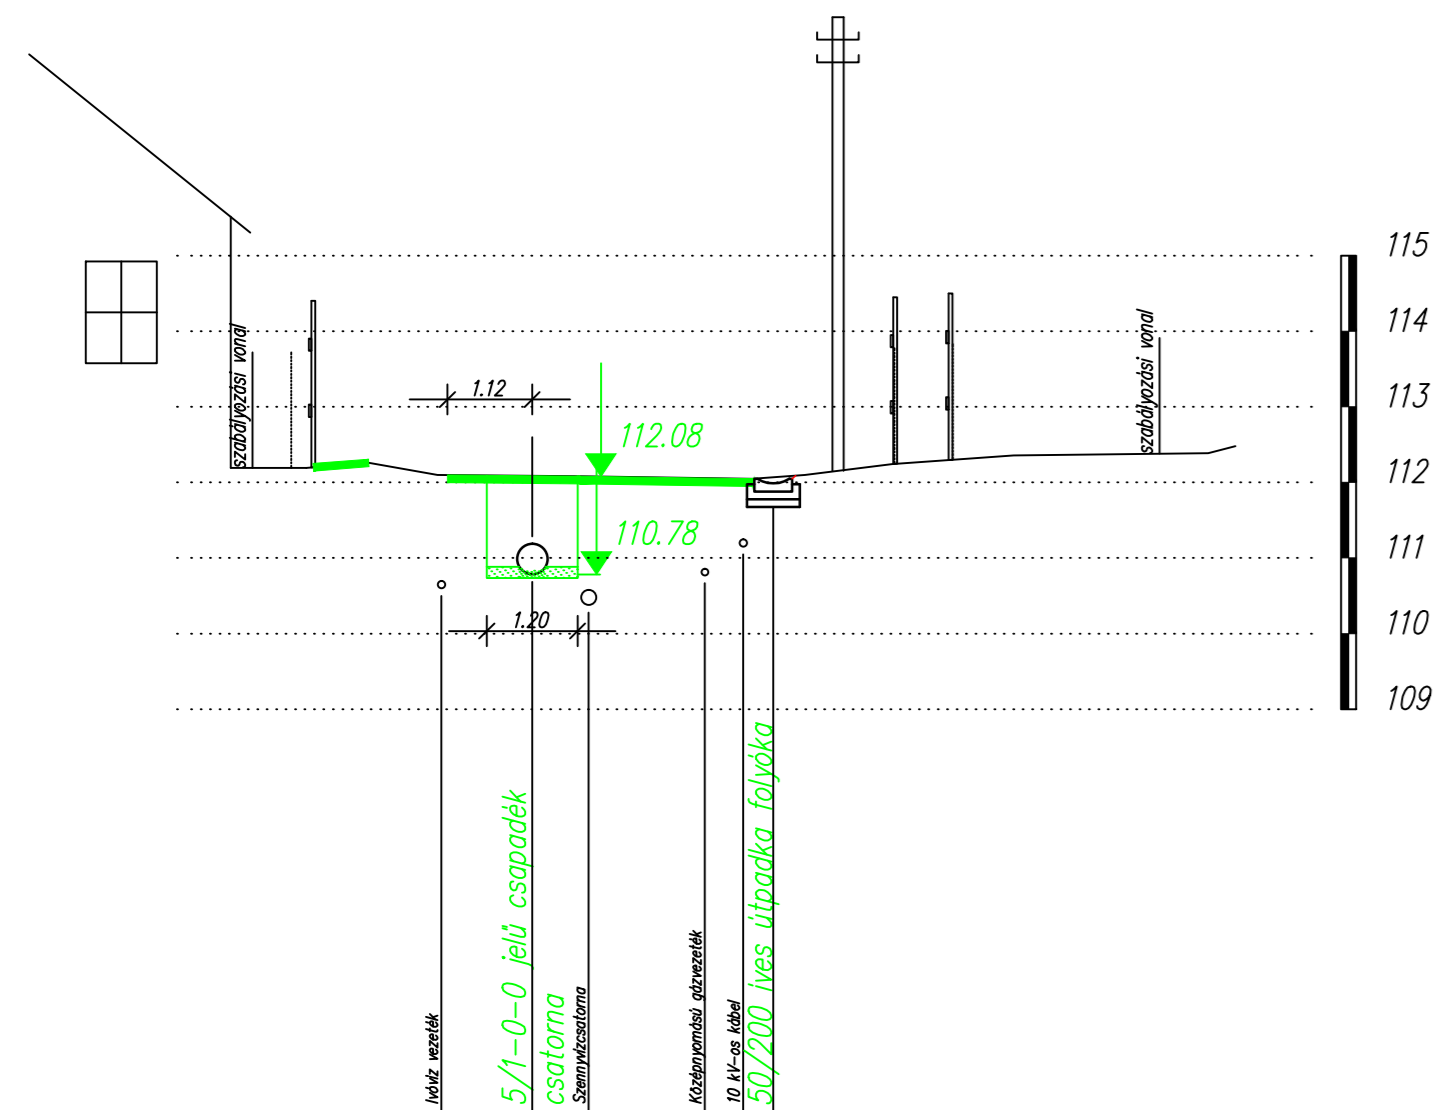 115
114
113
112
111
110
109
szabályozási vonal
szabályozási vonal
1.12
112.08
110.78
1.20
Ivóvíz vezeték
5/1-0-0 jelü csapadék
csatorna
Szennyvízcsatorna
Középnyomású gázvezeték
10 kV-os kábel
50/200 íves útpadka folyóka